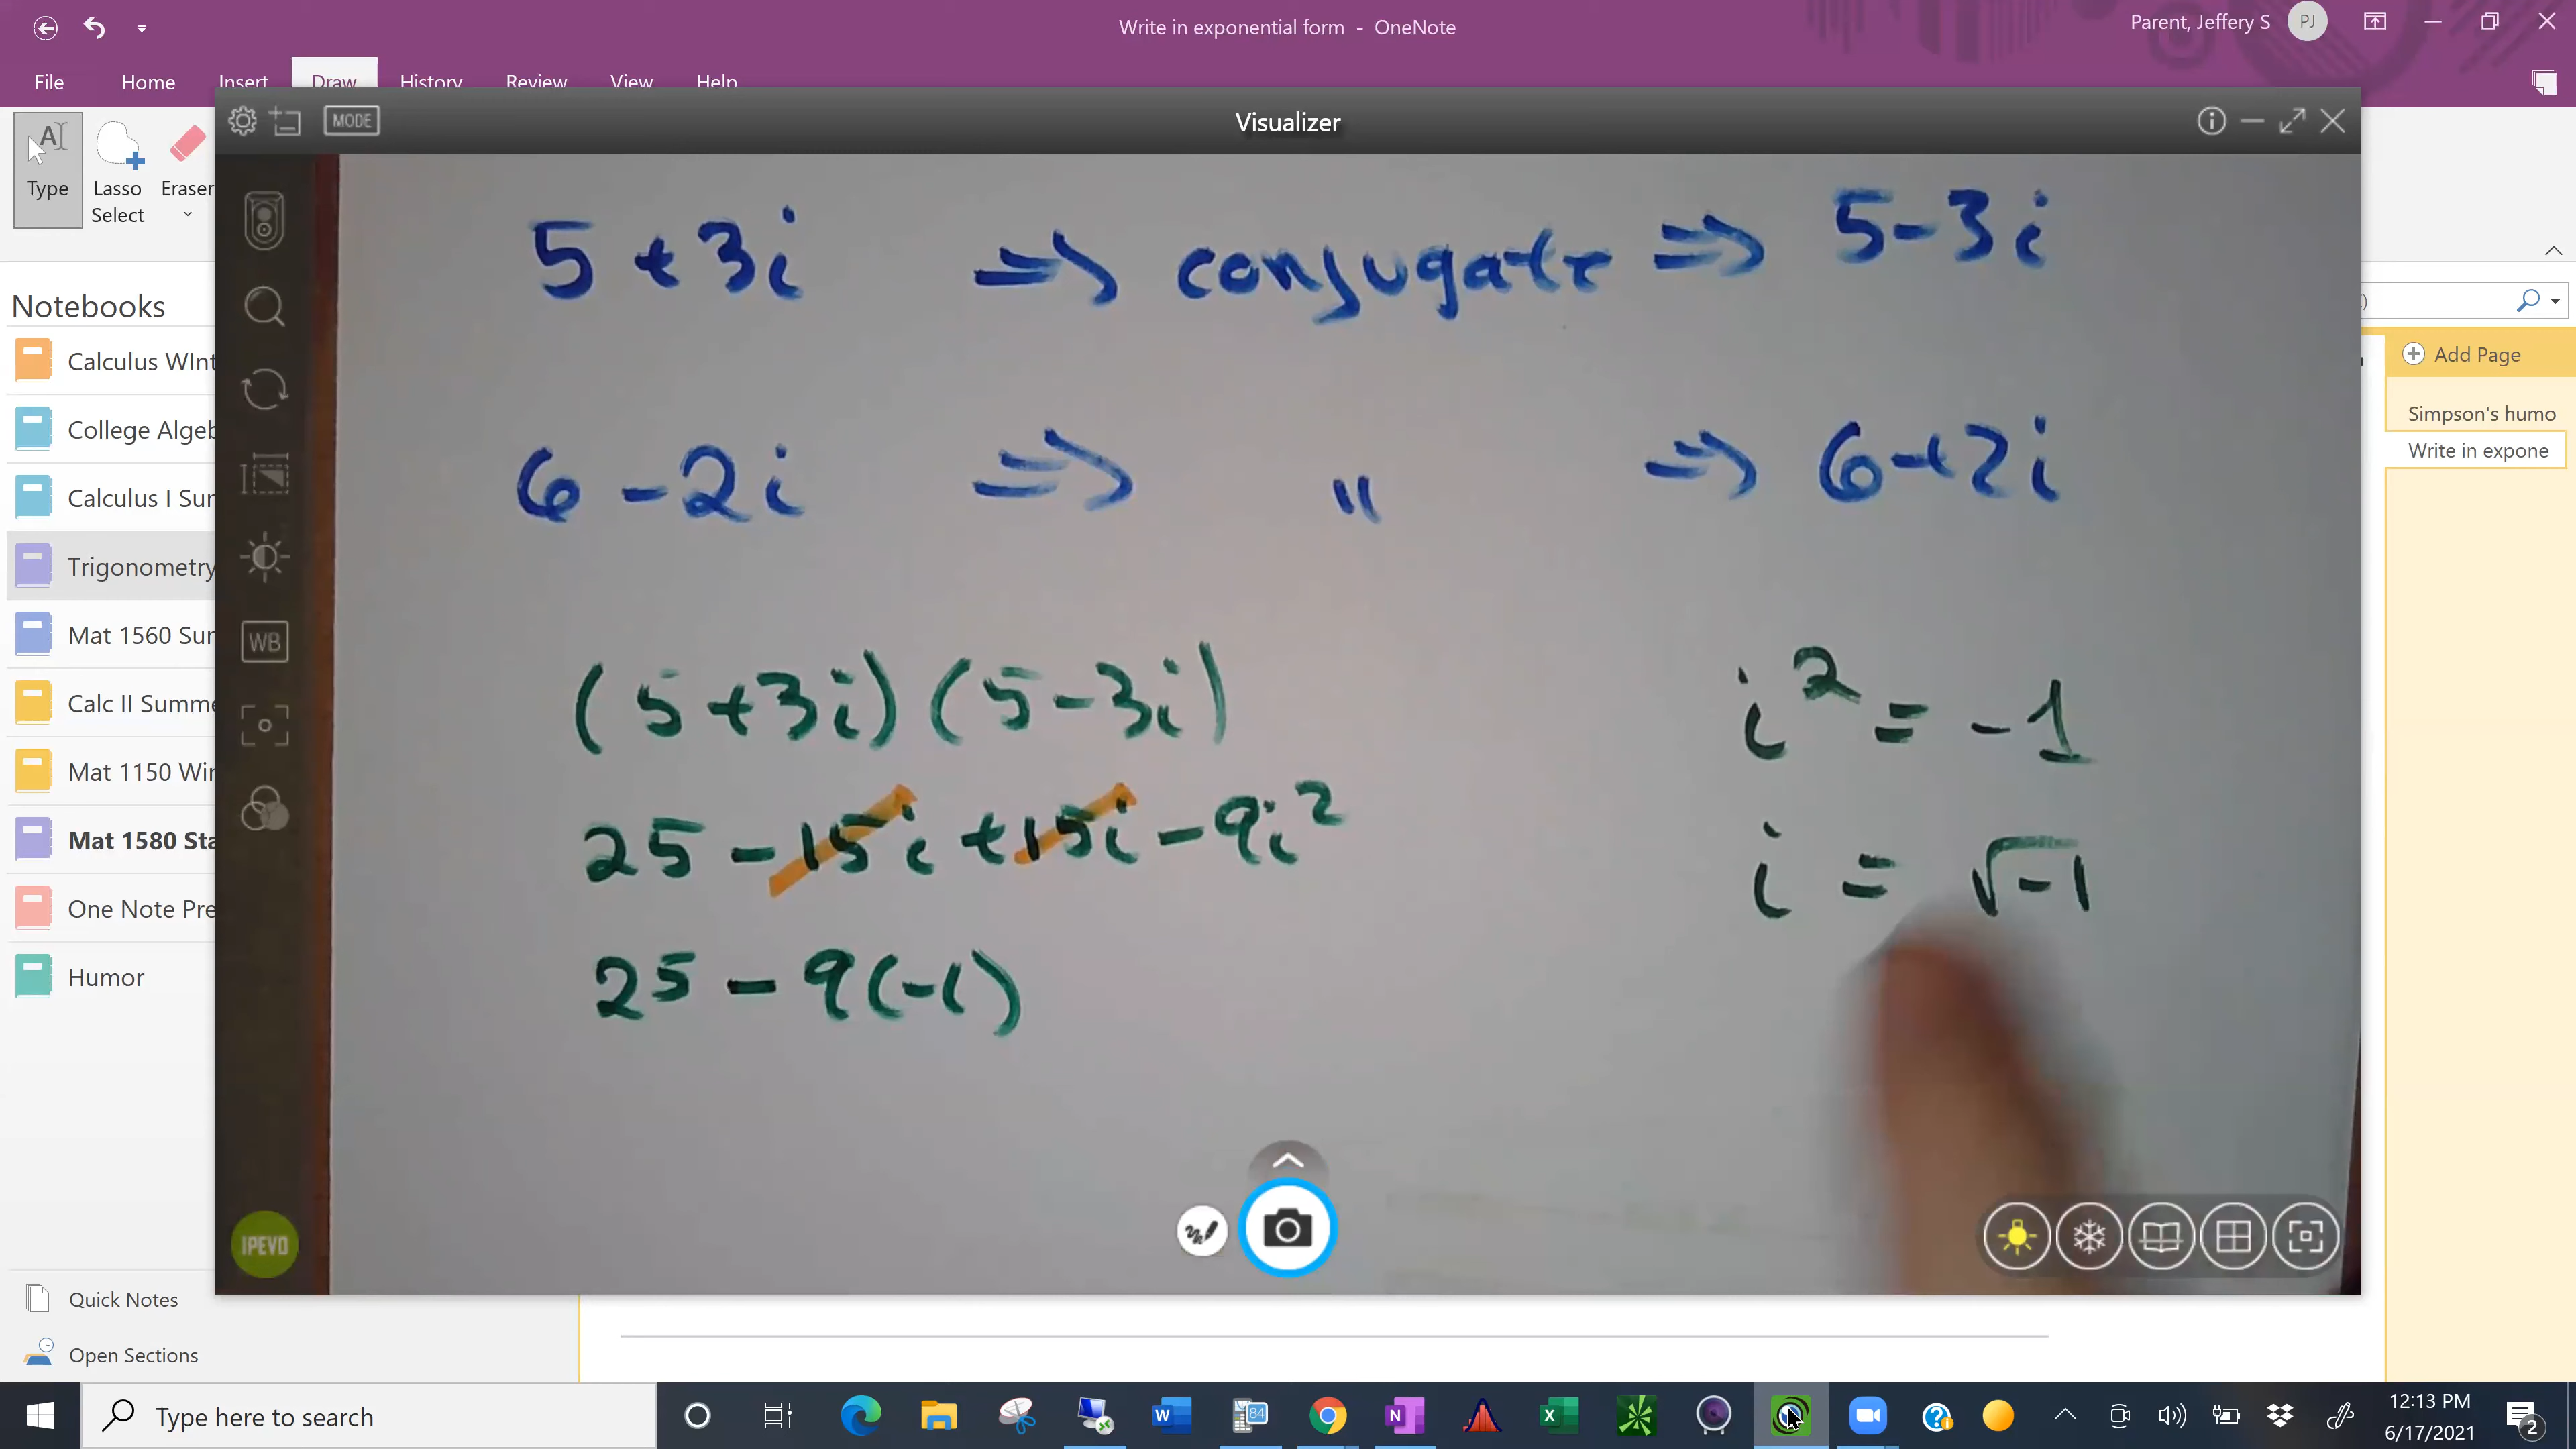 Write in exponential form - OneNote
Parent, Jeffery S PJ
File Home Insert Draw History Review View Help
MODE Visualizer
Type Lasso Select Eraser
5 + 3i ⇒ conjugate ⇒ 5 - 3i
6 - 2i ⇒ " ⇒ 6 + 2i
(5 + 3i)(5 - 3i)
25 - 15i + 15i - 9i²
25 - 9(-1)
i² = -1
i = √-1
Notebooks
Calculus WInt
College Algeb
Calculus I Sur
Trigonometry
Mat 1560 Sur
Calc II Summe
Mat 1150 Wir
Mat 1580 Sta
One Note Pre
Humor
Quick Notes
Open Sections
WB
IPEVO
Add Page
Simpson's humo
Write in expone
Type here to search
84
12:13 PM
6/17/2021
2